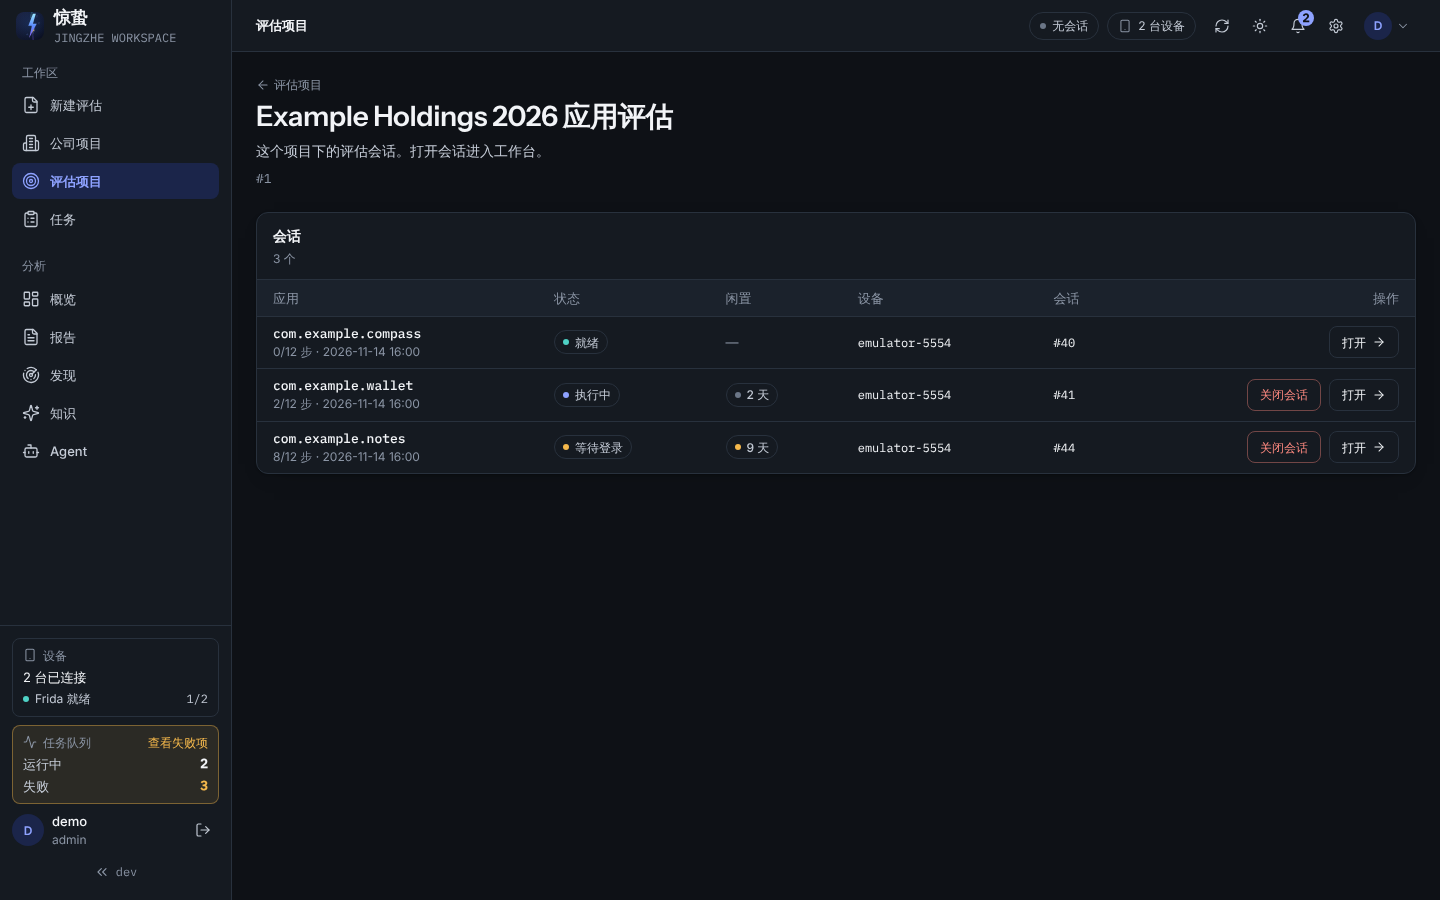 惊蛰
JINGZHE WORKSPACE
工作区
新建评估
公司项目
评估项目
任务
分析
概览
报告
发现
知识
Agent
设备
2 台已连接
Frida 就绪 1/2
任务队列 查看失败项
运行中 2
失败 3
D demo
admin
dev
评估项目 无会话 2 台设备 2 D
评估项目
Example Holdings 2026 应用评估
这个项目下的评估会话。打开会话进入工作台。
#1
会话
3 个
应用 状态 闲置 设备 会话 操作
com.example.compass
0/12 步 · 2026-11-14 16:00
就绪 — emulator-5554 #40 打开
com.example.wallet
2/12 步 · 2026-11-14 16:00
执行中 2 天 emulator-5554 #41 关闭会话 打开
com.example.notes
8/12 步 · 2026-11-14 16:00
等待登录 9 天 emulator-5554 #44 关闭会话 打开